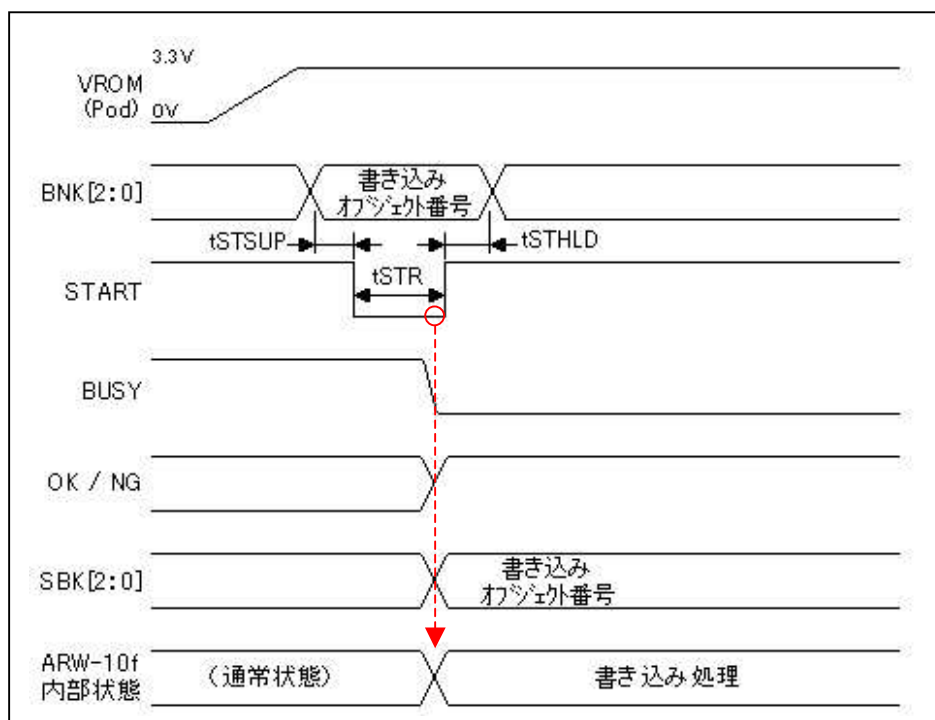 3.3V
VROM
(Pod) 0V
BNK[2:0]
書き込み
オブジェクト番号
tSTSUP
tSTHLD
START
tSTR
BUSY
OK / NG
SBK[2:0]
書き込み
オブジェクト番号
ARW-10f
内部状態
(通常状態)
書き込み処理